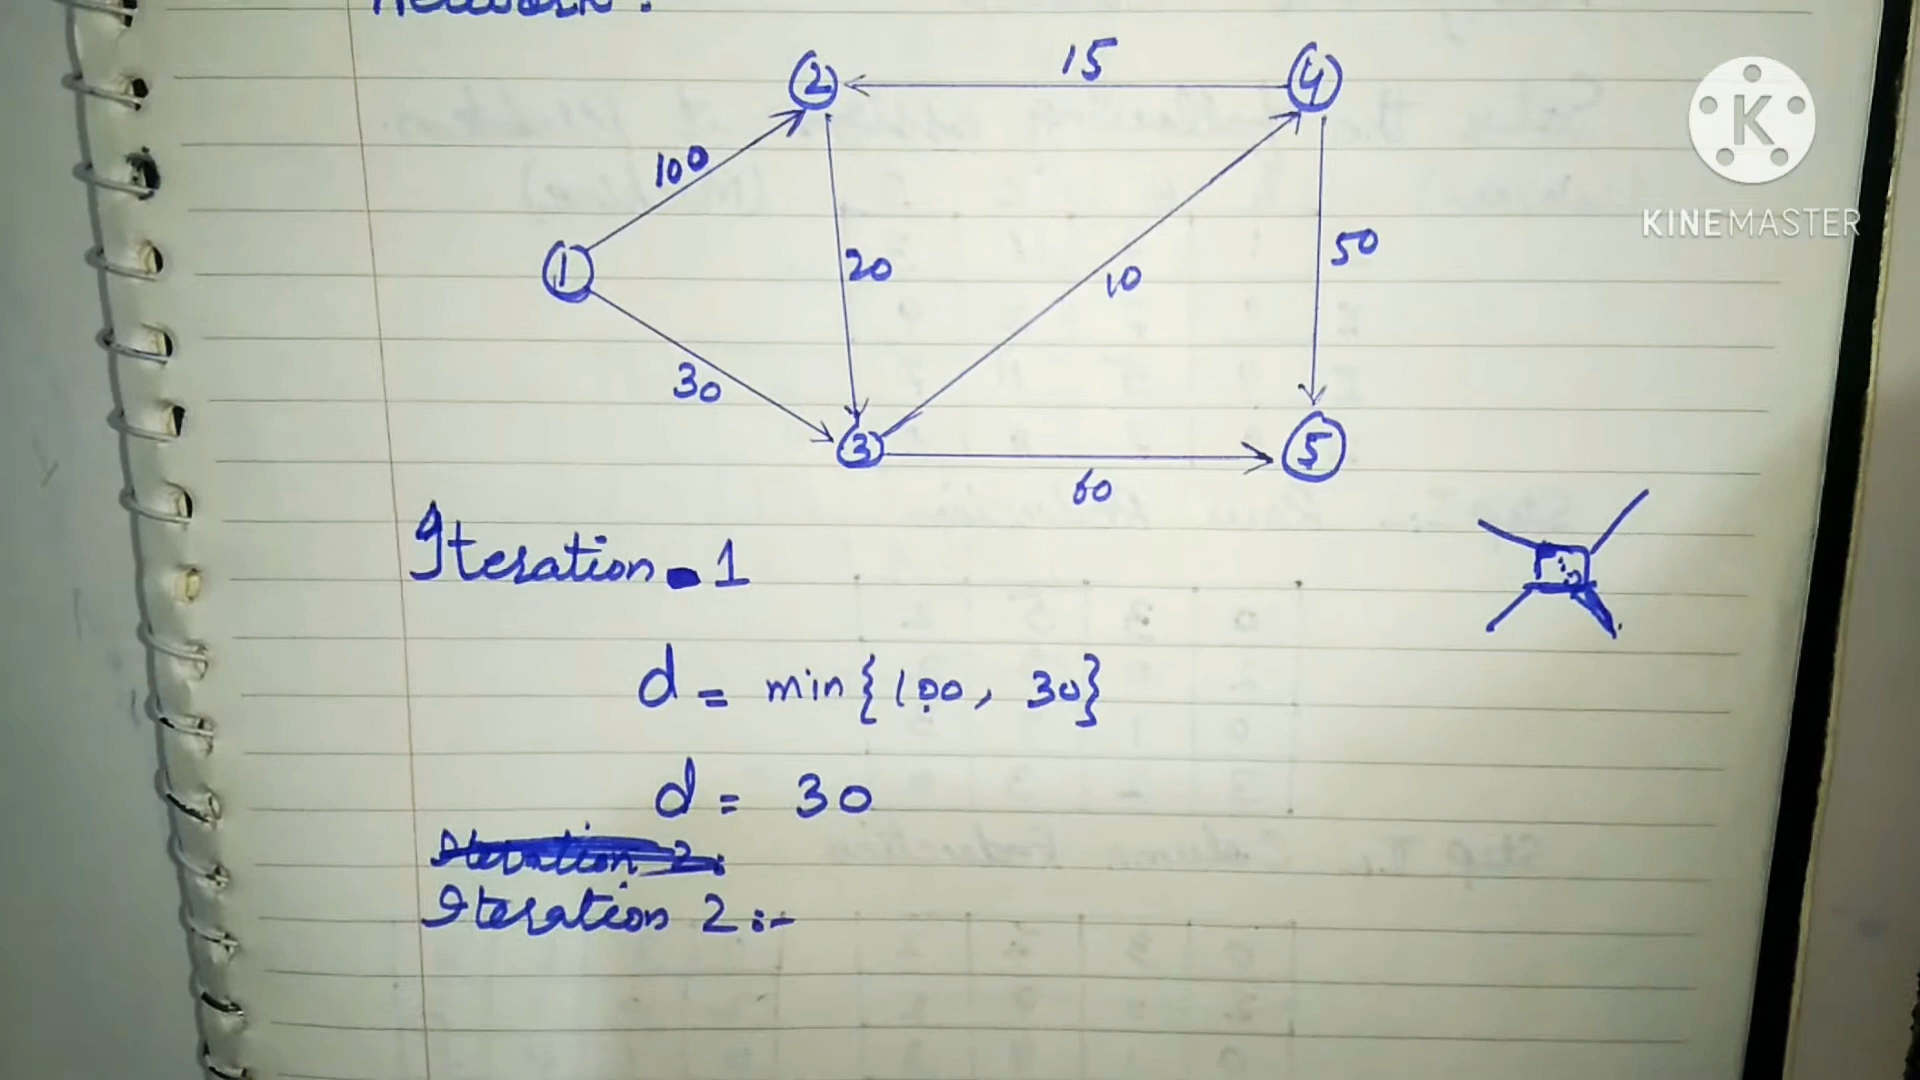 Network :
2 15 4
100
1 20 10 50
30
3 60 5
Iteration - 1
d = min{100, 30}
d = 30
Iteration 2:
Iteration 2 :-
K
KINEMASTER